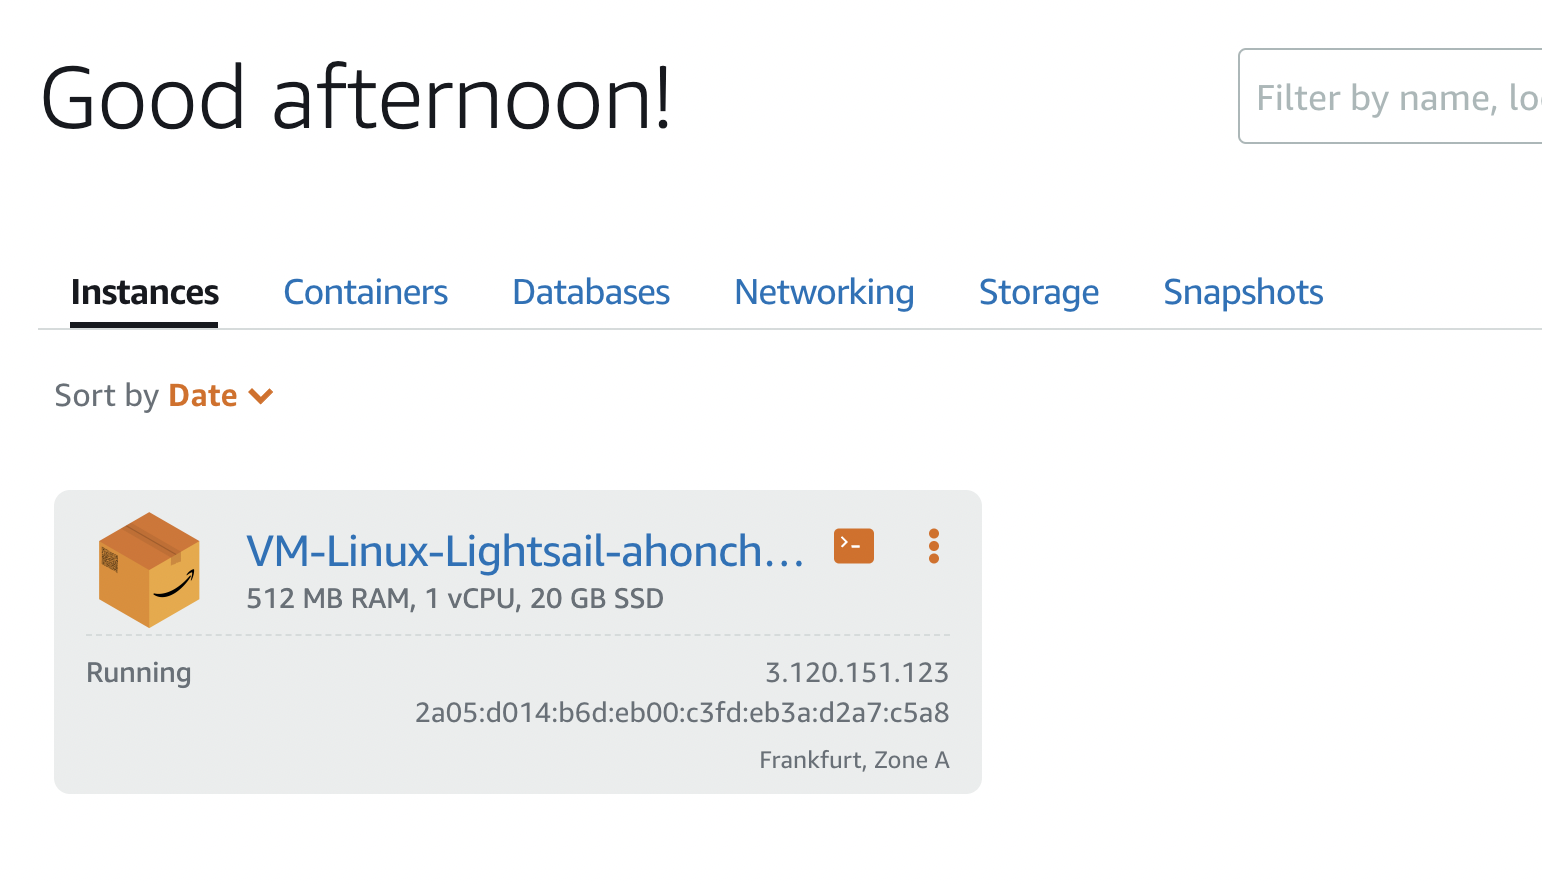 Good afternoon!
Filter by name, lo
Instances Containers Databases Networking Storage Snapshots
Sort by Date
VM-Linux-Lightsail-ahonch...
>-
512 MB RAM, 1 vCPU, 20 GB SSD
Running 3.120.151.123
2a05:d014:b6d:eb00:c3fd:eb3a:d2a7:c5a8
Frankfurt, Zone A